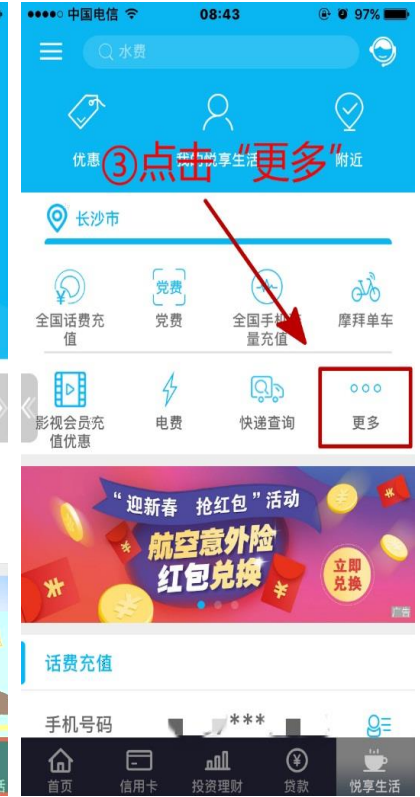 中国电信 08:43 97%
水费
优惠 我的悦享生活 附近
③点击“更多”
长沙市
全国话费充值 党费 全国手机 量充值 摩拜单车
影视会员充值优惠 电费 快递查询 更多
“迎新春 抢红包”活动
航空意外险
红包兑换
立即
兑换
广告
话费充值
手机号码 ***
首页 信用卡 投资理财 贷款 悦享生活
活